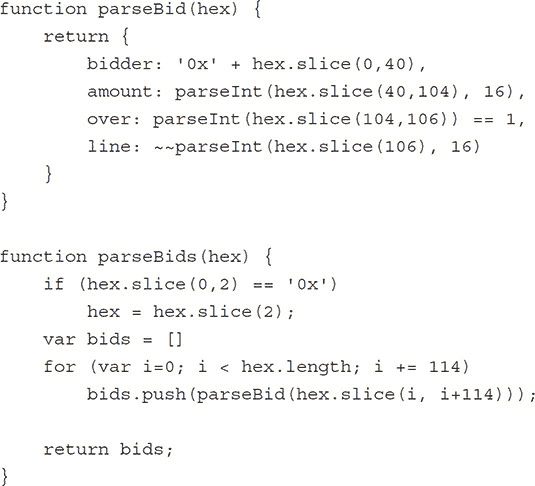 function parseBid(hex) {
    return {
        bidder: '0x' + hex.slice(0,40),
        amount: parseInt(hex.slice(40,104), 16),
        over: parseInt(hex.slice(104,106)) == 1,
        line: ~~parseInt(hex.slice(106), 16)
    }
}

function parseBids(hex) {
    if (hex.slice(0,2) == '0x')
        hex = hex.slice(2);
    var bids = []
    for (var i=0; i < hex.length; i += 114)
        bids.push(parseBid(hex.slice(i, i+114)));

    return bids;
}